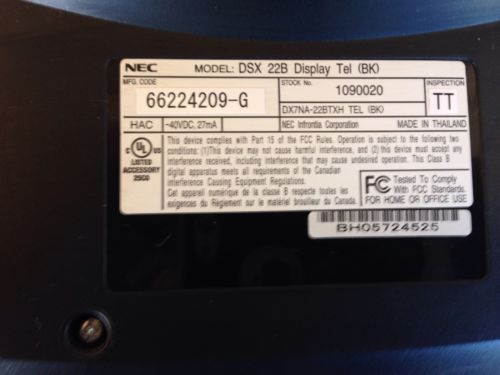 NEC MODEL: DSX 22B Display Tel (BK)
MFG. CODE
66224209-G
STOCK No.
1090020
INSPECTION
TT
DX7NA-22BTXH TEL (BK)
HAC -40VDC, 27mA NEC Infrontia Corporation MADE IN THAILAND
C UL US
LISTED
ACCESSORY
29C0
This device complies with Part 15 of the FCC Rules. Operation is subject to the following two
conditions: (1)This device may not cause harmful interference, and (2) this device must accept any
interference received, including interference that may cause undesired operation. This Class B
digital apparatus meets all requirements of the Canadian
Interference Causing Equipment Regulations.
Cet appareil numérique de la classe B respecte toutes les exigences
du Règlement sur le matériel brouilleur du Canada.
FC Tested To Comply
With FCC Standards
FOR HOME OR OFFICE USE
BH05724525